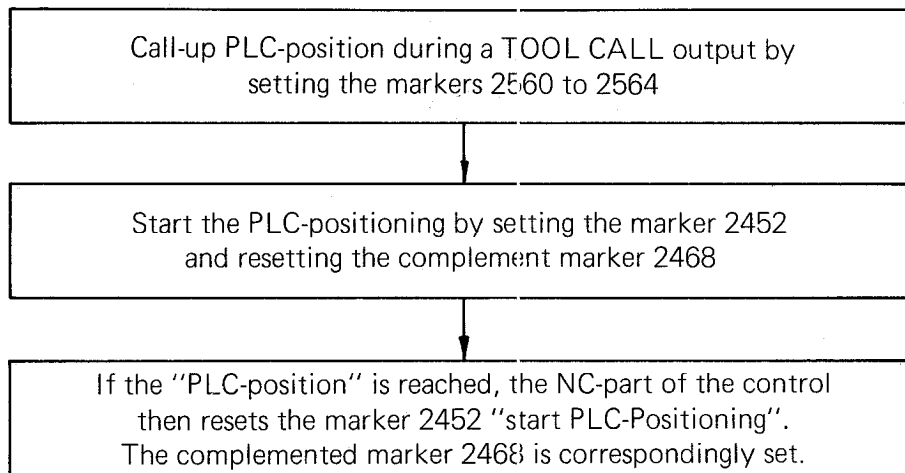 Call-up PLC-position during a TOOL CALL output by
setting the markers 2560 to 2564
Start the PLC-positioning by setting the marker 2452
and resetting the complement marker 2468
If the "PLC-position" is reached, the NC-part of the control
then resets the marker 2452 "start PLC-Positioning".
The complemented marker 2468 is correspondingly set.